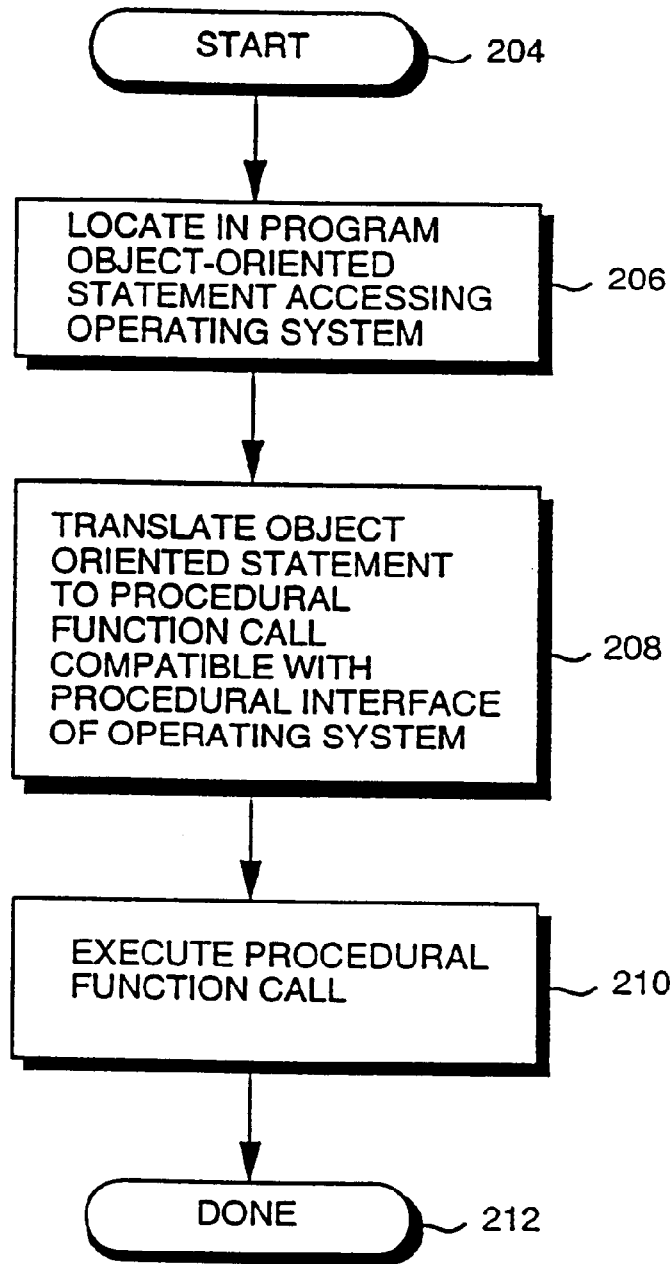 START
204
LOCATE IN PROGRAM
OBJECT-ORIENTED
STATEMENT ACCESSING
OPERATING SYSTEM
206
TRANSLATE OBJECT
ORIENTED STATEMENT
TO PROCEDURAL
FUNCTION CALL
COMPATIBLE WITH
PROCEDURAL INTERFACE
OF OPERATING SYSTEM
208
EXECUTE PROCEDURAL
FUNCTION CALL
210
DONE
212